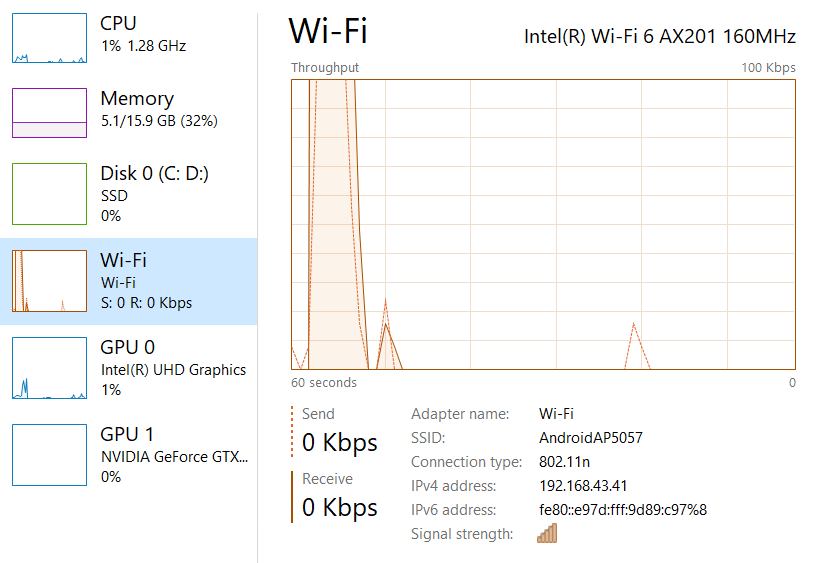 CPU
1% 1.28 GHz
Memory
5.1/15.9 GB (32%)
Disk 0 (C: D:)
SSD
0%
Wi-Fi
Wi-Fi
S: 0 R: 0 Kbps
GPU 0
Intel(R) UHD Graphics
1%
GPU 1
NVIDIA GeForce GTX...
0%
Wi-Fi
Intel(R) Wi-Fi 6 AX201 160MHz
Throughput
100 Kbps
60 seconds
0
Send
0 Kbps
Receive
0 Kbps
Adapter name: Wi-Fi
SSID: AndroidAP5057
Connection type: 802.11n
IPv4 address: 192.168.43.41
IPv6 address: fe80::e97d:fff:9d89:c97%8
Signal strength: